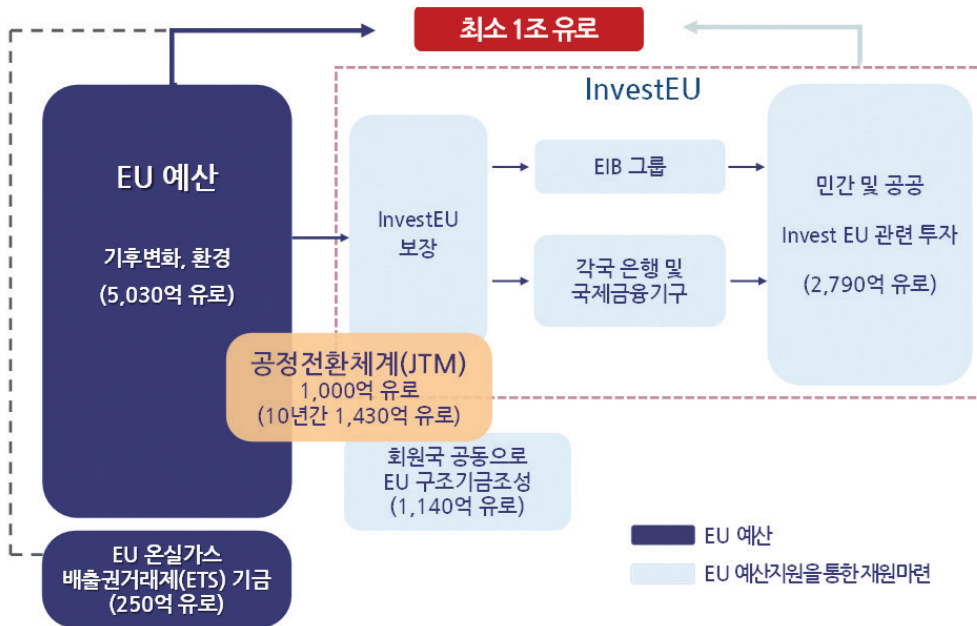 최소 1조 유로
InvestEU
EU 예산
기후변화, 환경
(5,030억 유로)
InvestEU
보장
EIB 그룹
각국 은행 및
국제금융기구
민간 및 공공
Invest EU 관련 투자
(2,790억 유로)
공정전환체계(JTM)
1,000억 유로
(10년간 1,430억 유로)
회원국 공동으로
EU 구조기금조성
(1,140억 유로)
EU 온실가스
배출권거래제(ETS) 기금
(250억 유로)
EU 예산
EU 예산지원을 통한 재원마련